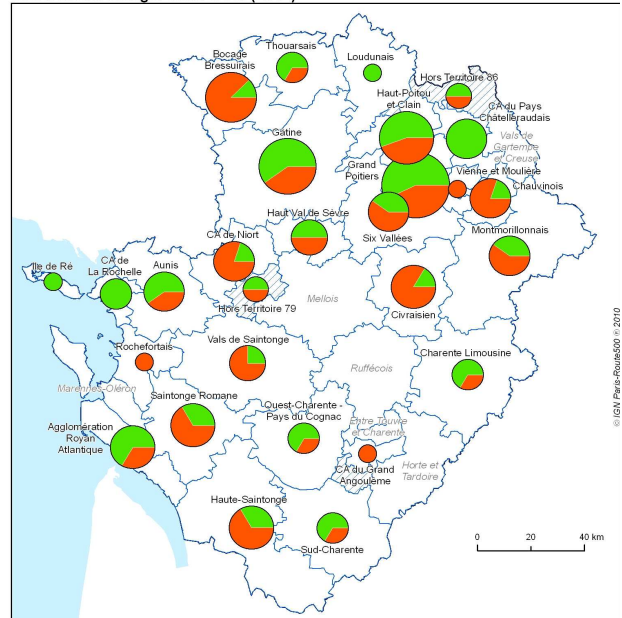 Thouarsais
Bocage
Bressuirais
Loudunais
Hors Territoire 86
Haut-Poitou
et Clain
CA du Pays
Châtelleraudais
Vals de
Gartempe
et Creuse
Gâtine
Grand
Poitiers
Vienne et Moulière
Chauvinois
Haut Val de Sèvre
Six Vallées
Montmorillonnais
CA de Niort
Ile de Ré
CA de
La Rochelle
Aunis
Hors Territoire 79
Mellois
Civraisien
Rochefortais
Vals de Saintonge
Ruffécois
Charente Limousine
Marennes-Oléron
Saintonge Romane
Ouest-Charente -
Pays du Cognac
Agglomération
Royan
Atlantique
Entre Touvre
et Charente
CA du Grand
Angoulême
Horte et
Tardoire
Haute-Saintonge
Sud-Charente
0 20 40 km
© IGN Paris-Route500 © 2010